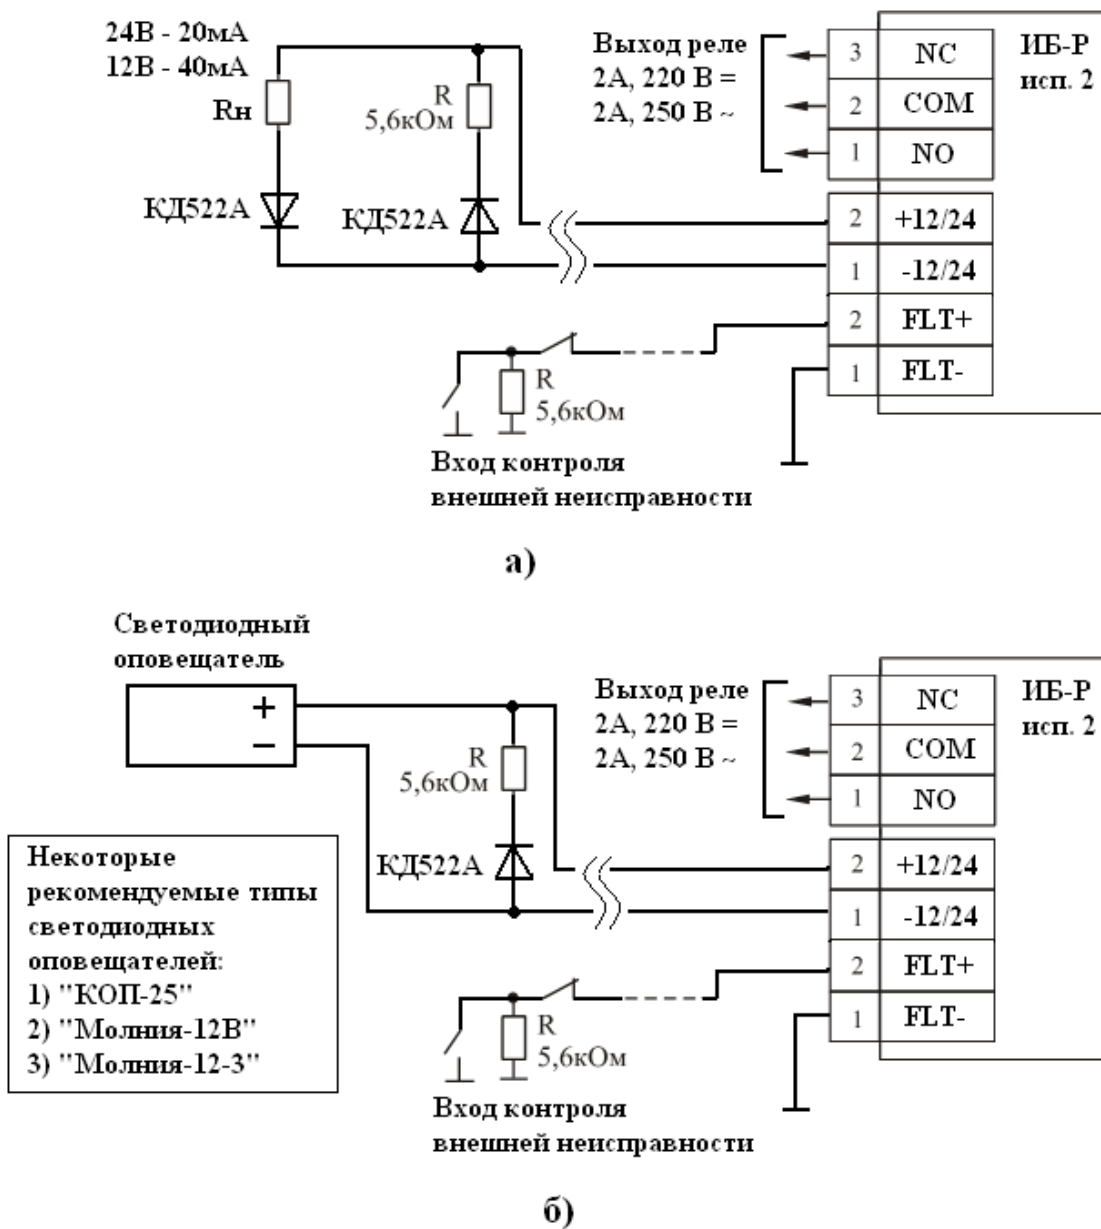 24В - 20мА
12В - 40мА
Rн
R
5,6кОм
КД522А
КД522А
Выход реле
2А, 220 В =
2А, 250 В ~
3 NC
2 COM
1 NO
2 +12/24
1 -12/24
2 FLT+
1 FLT-
ИБ-Р
исп. 2
R
5,6кОм
Вход контроля
внешней неисправности
а)
Светодиодный
оповещатель
+
−
R
5,6кОм
КД522А
Некоторые
рекомендуемые типы
светодиодных
оповещателей:
1) "КОП-25"
2) "Молния-12В"
3) "Молния-12-3"
Выход реле
2А, 220 В =
2А, 250 В ~
3 NC
2 COM
1 NO
2 +12/24
1 -12/24
2 FLT+
1 FLT-
ИБ-Р
исп. 2
R
5,6кОм
Вход контроля
внешней неисправности
б)